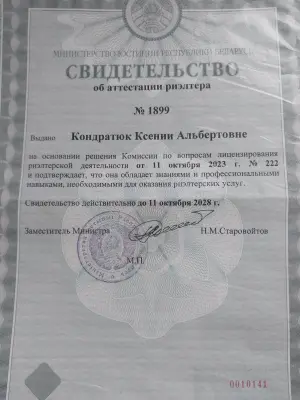 МИНИСТЕРСТВО ЮСТИЦИИ РЕСПУБЛИКИ БЕЛАРУСЬ
СВИДЕТЕЛЬСТВО
об аттестации риэлтера
№ 1899
Выдано Кондратюк Ксении Альбертовне
на основании решения Комиссии по вопросам лицензирования
риэлтерской деятельности от 11 октября 2023 г. № 222
и подтверждает, что она обладает знаниями и профессиональными
навыками, необходимыми для оказания риэлтерских услуг.
Свидетельство действительно до 11 октября 2028 г.
Заместитель Министра Н.М.Старовойтов
М.П.